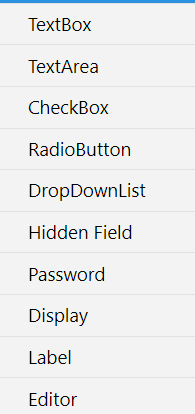 TextBox
TextArea
CheckBox
RadioButton
DropDownList
Hidden Field
Password
Display
Label
Editor